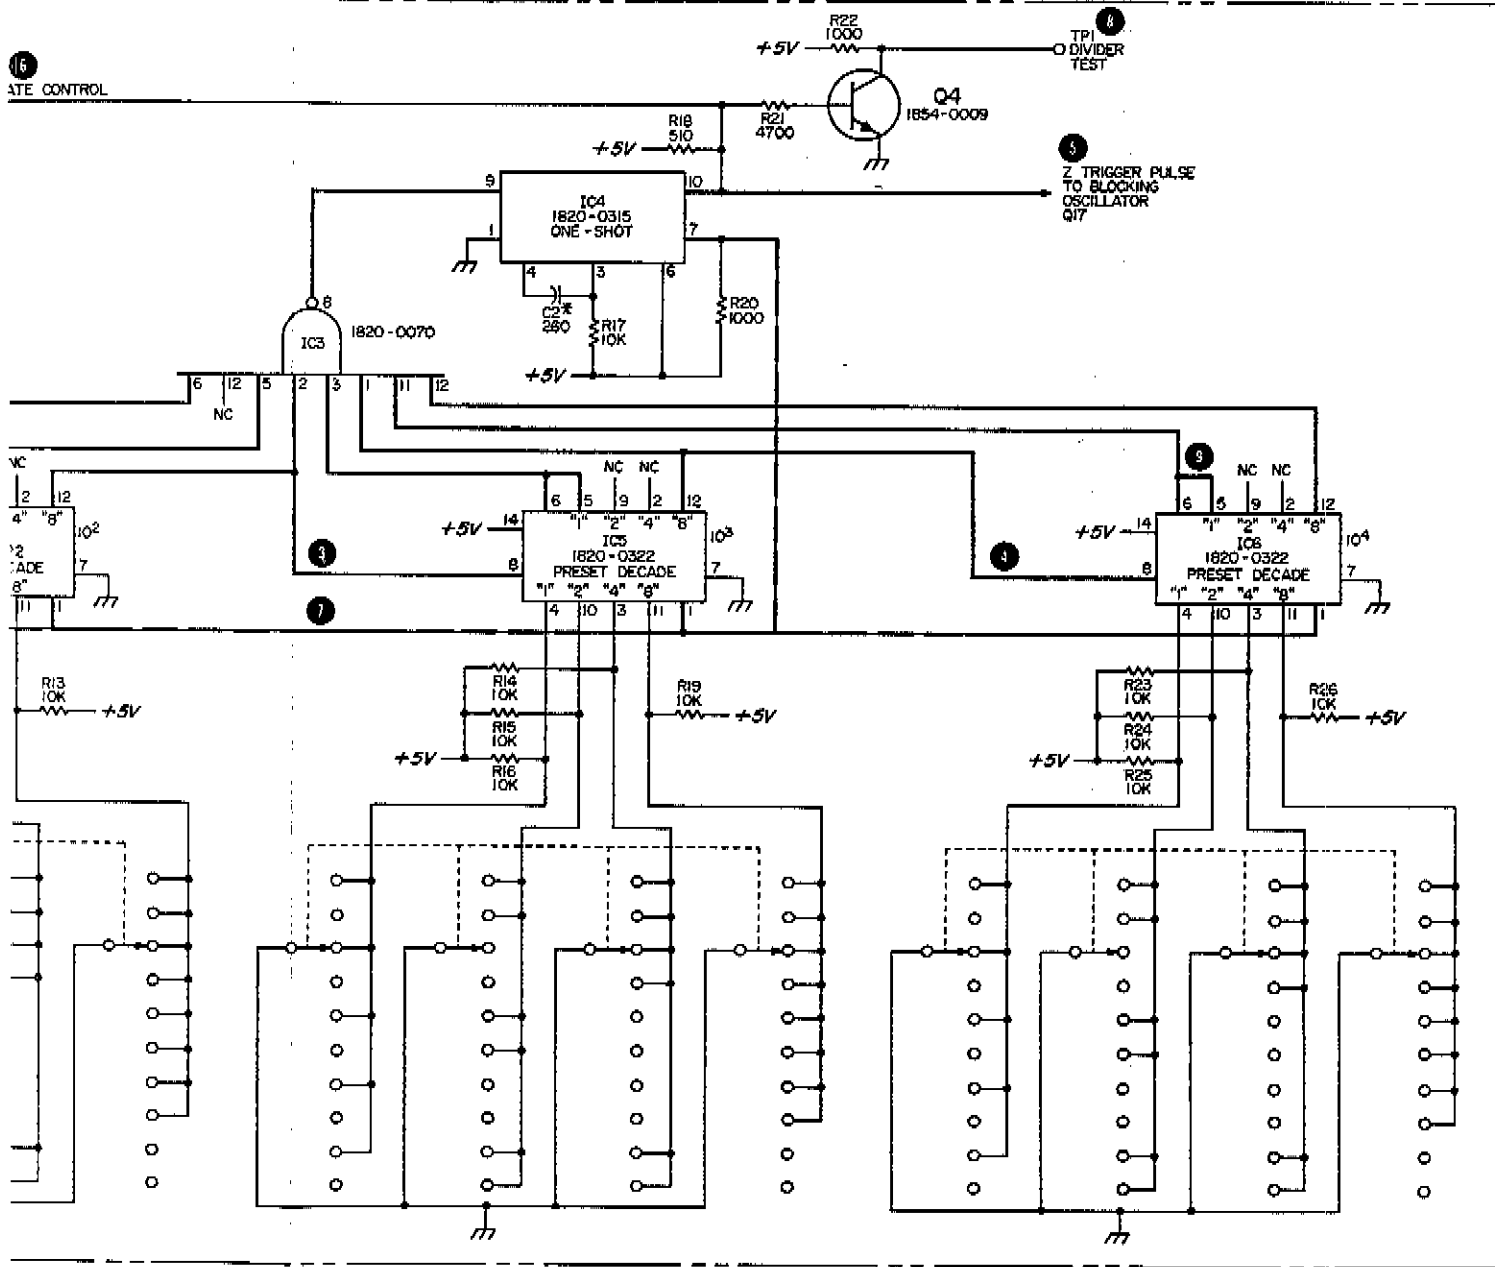 R22
1000
+5V
8
TP1
DIVIDER
TEST
16
ATE CONTROL
Q4
1854-0009
R21
4700
R18
510
+5V
5
Z TRIGGER PULSE
TO BLOCKING
OSCILLATOR
Q17
9
10
IC4
1820-0315
ONE-SHOT
1
7
4
3
6
C2*
260
R17
10K
R20
1000
+5V
8
IC3
1820-0070
6
12
5
2
3
1
11
12
NC
NC
2
12
4"
"8"
10²
2
CADE
8"
7
11
1
NC
NC
6
5
9
2
12
+5V
14
"1"
"2"
"4"
"8"
10³
IC5
1820-0322
PRESET DECADE
8
7
"1"
"2"
"4"
"8"
4
10
3
11
1
3
7
9
NC
NC
6
5
9
2
12
+5V
14
"1"
"2"
"4"
"8"
10⁴
IC6
1820-0322
PRESET DECADE
8
7
"1"
"2"
"4"
"8"
4
10
3
11
1
R13
10K
+5V
R14
10K
R15
10K
+5V
R16
10K
R19
10K
+5V
R23
10K
R24
10K
+5V
R25
10K
R26
10K
+5V